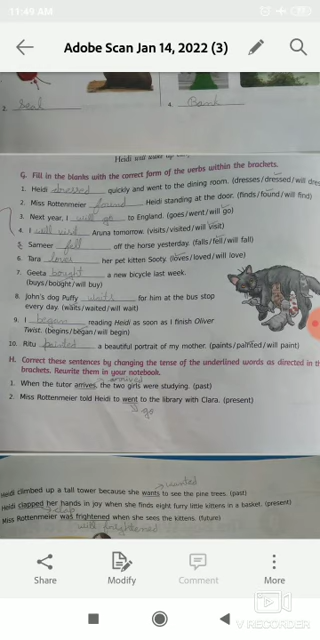 11:49 AM
Adobe Scan Jan 14, 2022 (3)
3. Seal
4. Band
Heidi will wake up
G. Fill in the blanks with the correct form of the verbs within the brackets.
1. Heidi dressed quickly and went to the dining room. (dresses/dressed/will dres
2. Miss Rottenmeier found Heidi standing at the door. (finds/found/will find)
3. Next year, I will go to England. (goes/went/will go)
4. I will visit Aruna tomorrow. (visits/visited/will visit)
5. Sameer fell off the horse yesterday. (falls/fell/will fall)
6. Tara loves her pet kitten Sooty. (loves/loved/will love)
7. Geeta bought a new bicycle last week.
(buys/bought/will buy)
8. John's dog Puffy waits for him at the bus stop
every day. (waits/waited/will wait)
9. I began reading Heidi as soon as I finish Oliver
Twist. (begins/began/will begin)
10. Ritu painted a beautiful portrait of my mother. (paints/painted/will paint)
H. Correct these sentences by changing the tense of the underlined words as directed in th
brackets. Rewrite them in your notebook.
arrived
1. When the tutor arrives, the two girls were studying. (past)
2. Miss Rottenmeier told Heidi to went to the library with Clara. (present)
go
wanted
Heidi climbed up a tall tower because she wants to see the pine trees. (past)
Heidi clapped her hands in joy when she finds eight furry little kittens in a basket. (present)
clap
Miss Rottenmeier was frightened when she sees the kittens. (future)
will frightened
Share
Modify
Comment
More
RECORDER